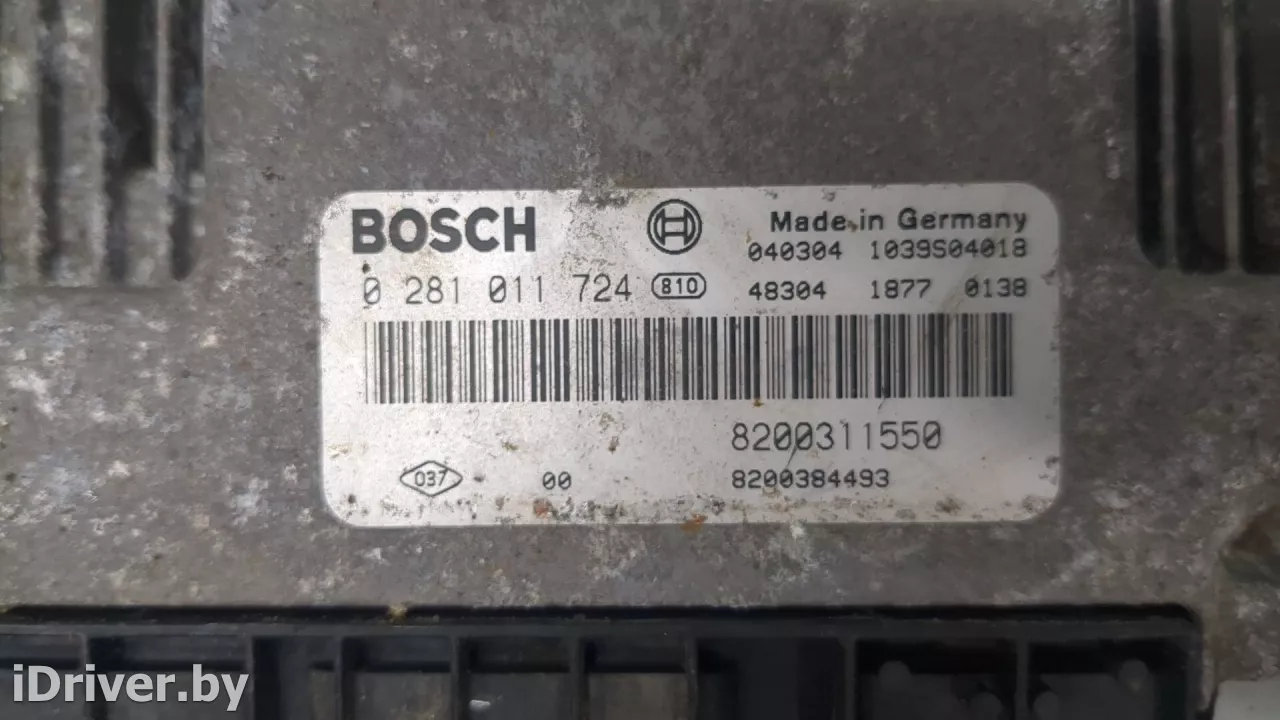 BOSCH Made in Germany
040304 1039S04018
0 281 011 724 810 48304 1877 0138
8200311550
037 00 8200384493
iDriver.by